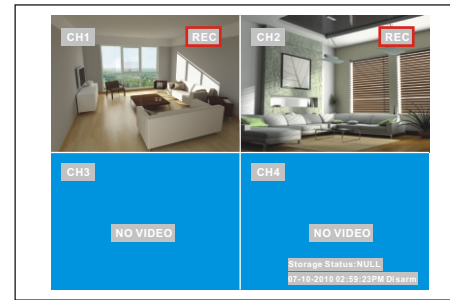 CH1 REC
CH2 REC
CH3
NO VIDEO
CH4
NO VIDEO
Storage Status:NULL
07-10-2010 02:59:23PM Disarm